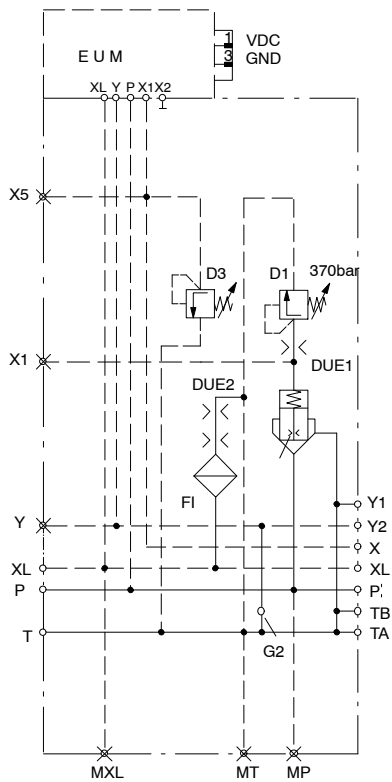 E U M
1 VDC
3 GND
XL Y P X1 X2
X5
D3
D1
370bar
X1
DUE1
DUE2
FI
Y1
Y
Y2
X
XL
XL
P
P'
TB
T
TA
G2
MXL
MT
MP